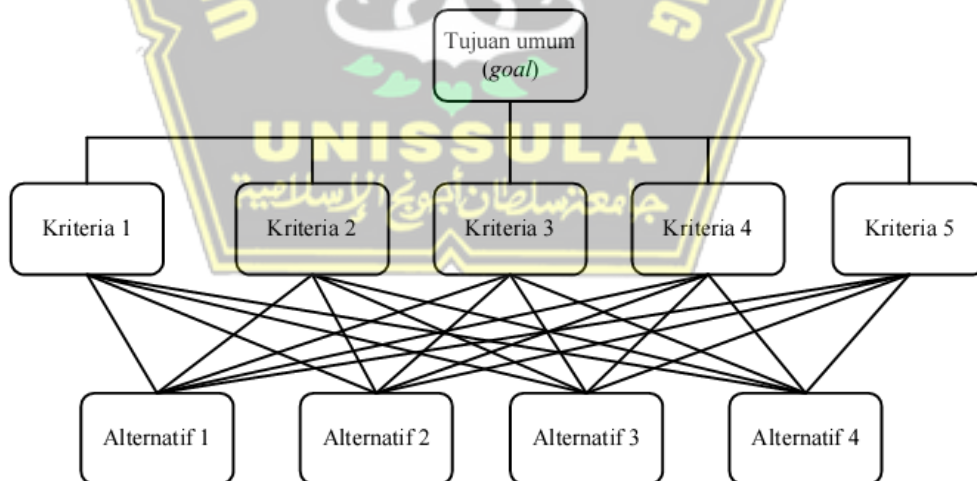 Tujuan umum
(goal)
UNISSULA
جامعة سلطان أجونج الإسلامية
Kriteria 1
Kriteria 2
Kriteria 3
Kriteria 4
Kriteria 5
Alternatif 1
Alternatif 2
Alternatif 3
Alternatif 4